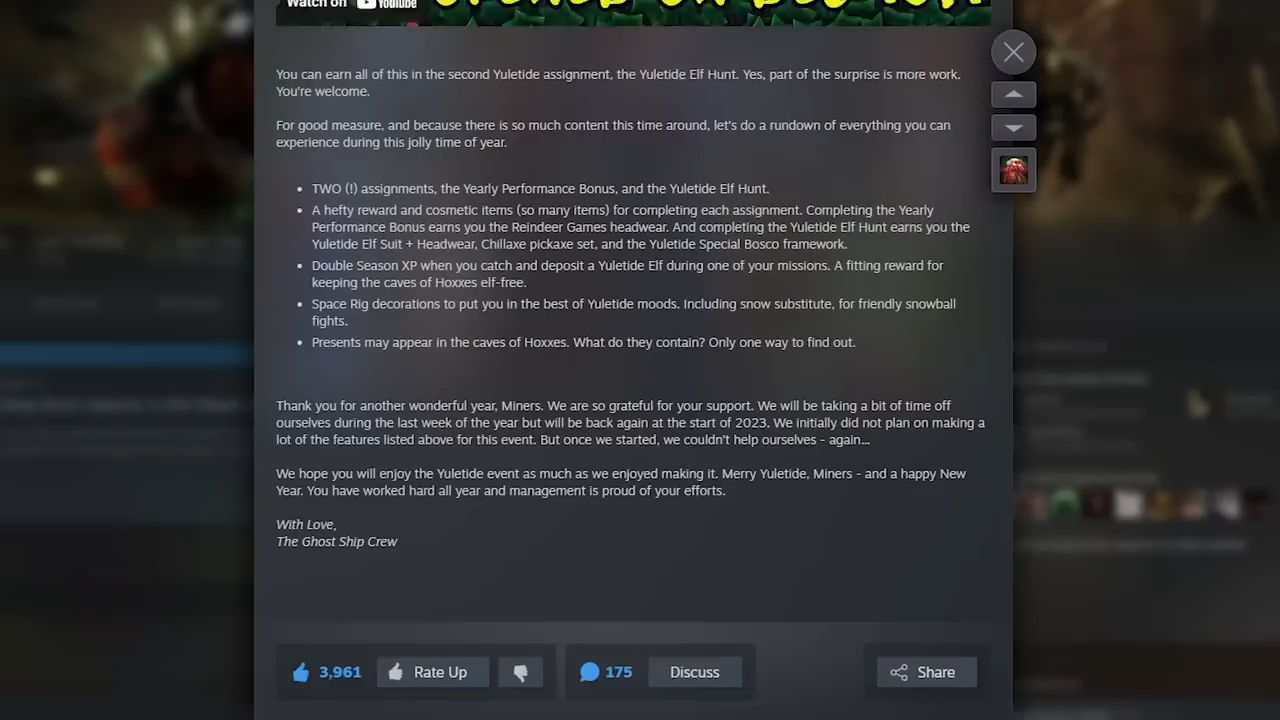 Watch on YouTube
You can earn all of this in the second Yuletide assignment, the Yuletide Elf Hunt. Yes, part of the surprise is more work.
You're welcome.
For good measure, and because there is so much content this time around, let's do a rundown of everything you can
experience during this jolly time of year.
• TWO (!) assignments, the Yearly Performance Bonus, and the Yuletide Elf Hunt.
• A hefty reward and cosmetic items (so many items) for completing each assignment. Completing the Yearly
Performance Bonus earns you the Reindeer Games headwear. And completing the Yuletide Elf Hunt earns you the
Yuletide Elf Suit + Headwear, Chillaxe pickaxe set, and the Yuletide Special Bosco framework.
• Double Season XP when you catch and deposit a Yuletide Elf during one of your missions. A fitting reward for
keeping the caves of Hoxxes elf-free.
• Space Rig decorations to put you in the best of Yuletide moods. Including snow substitute, for friendly snowball
fights.
• Presents may appear in the caves of Hoxxes. What do they contain? Only one way to find out.
Thank you for another wonderful year, Miners. We are so grateful for your support. We will be taking a bit of time off
ourselves during the last week of the year but will be back again at the start of 2023. We initially did not plan on making a
lot of the features listed above for this event. But once we started, we couldn't help ourselves - again...
We hope you will enjoy the Yuletide event as much as we enjoyed making it. Merry Yuletide, Miners - and a happy New
Year. You have worked hard all year and management is proud of your efforts.
With Love,
The Ghost Ship Crew
3,961 Rate Up 175 Discuss Share